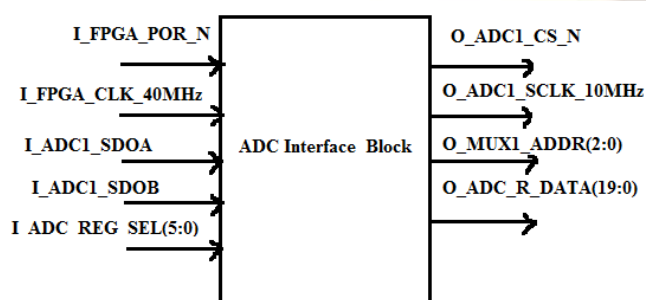 I_FPGA_POR_N
I_FPGA_CLK_40MHz
I_ADC1_SDOA
I_ADC1_SDOB
I_ADC_REG_SEL(5:0)
ADC Interface Block
O_ADC1_CS_N
O_ADC1_SCLK_10MHz
O_MUX1_ADDR(2:0)
O_ADC_R_DATA(19:0)